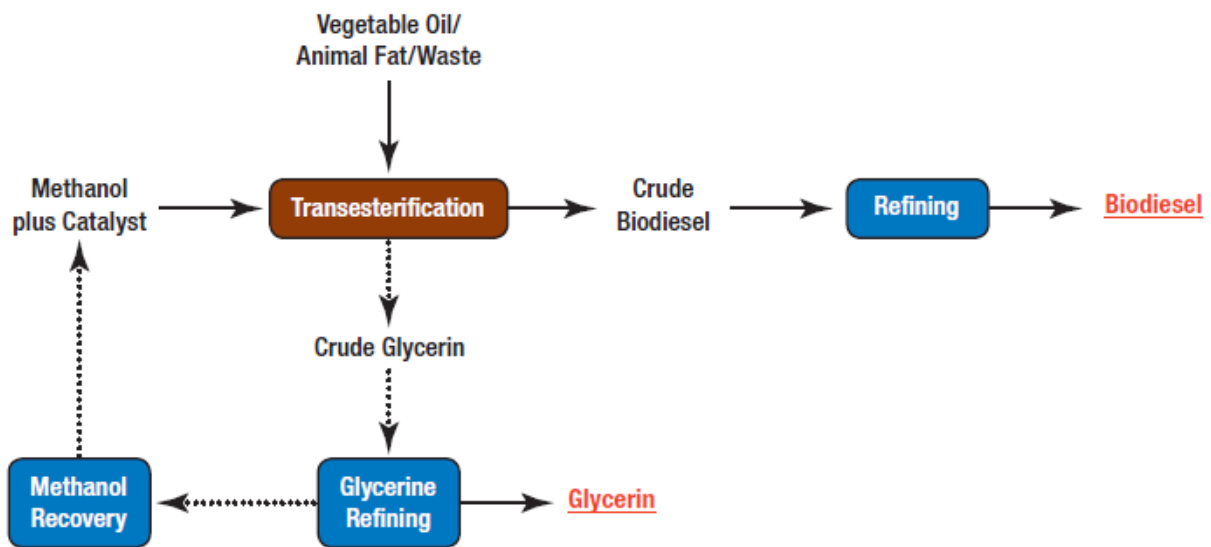 Vegetable Oil/
Animal Fat/Waste
Methanol
plus Catalyst
Transesterification
Crude
Biodiesel
Refining
Biodiesel
Crude Glycerin
Methanol
Recovery
Glycerine
Refining
Glycerin